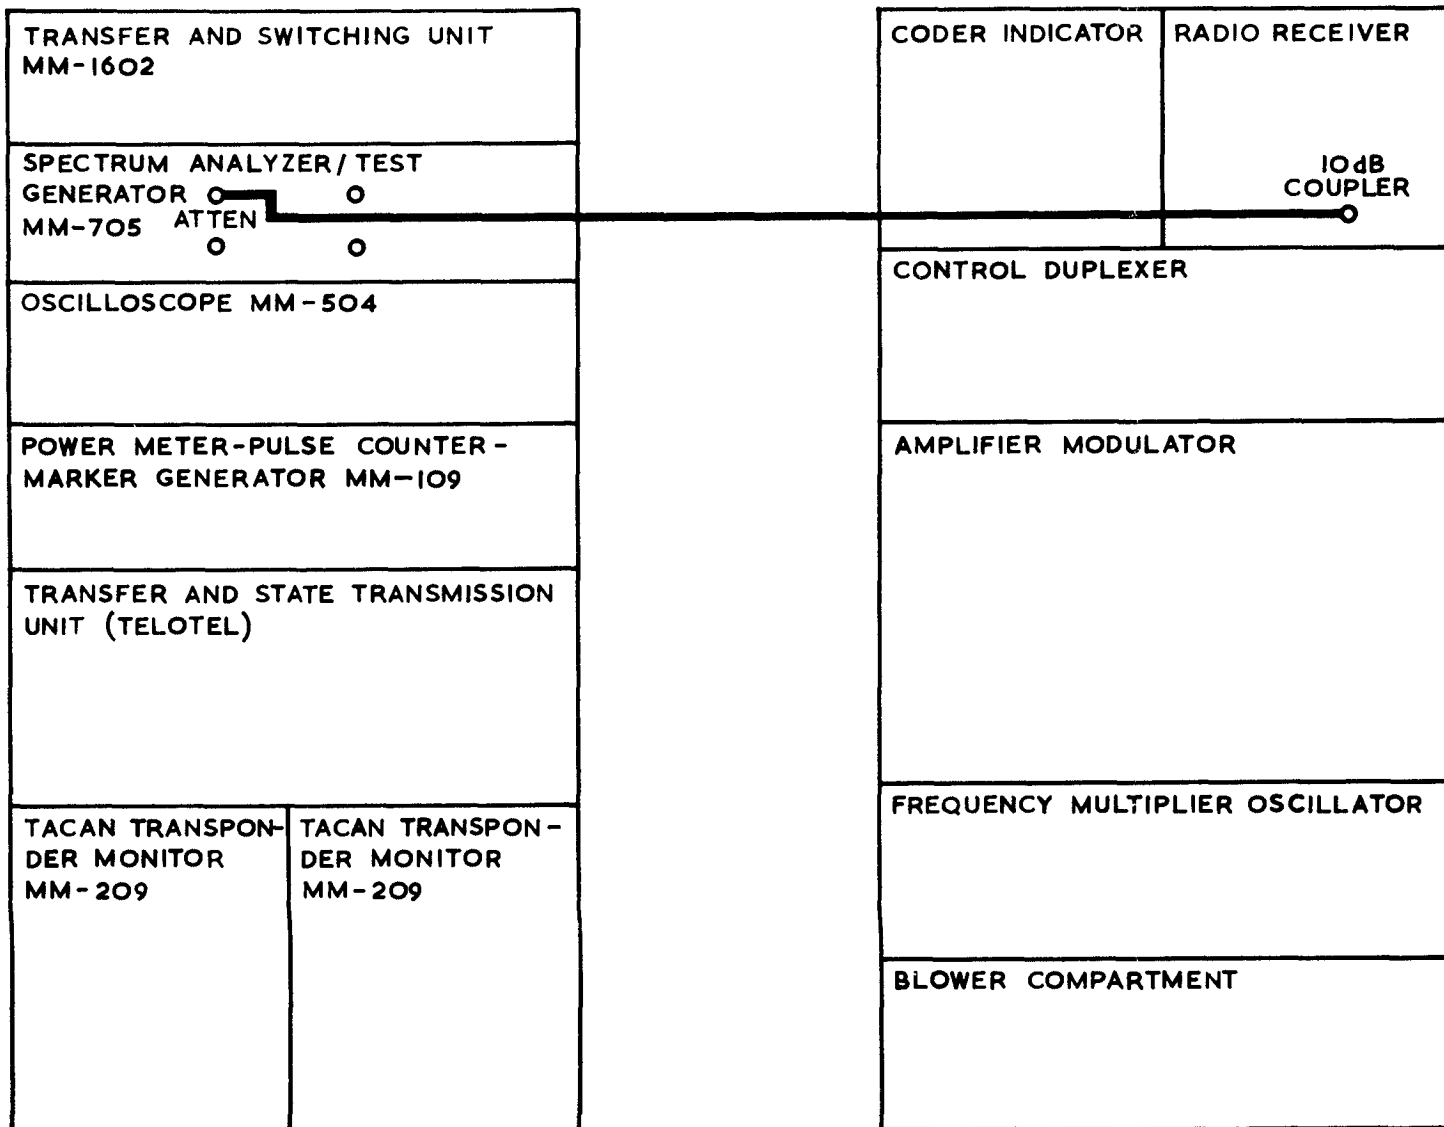 TRANSFER AND SWITCHING UNIT
MM-1602
SPECTRUM ANALYZER/TEST
GENERATOR
MM-705
ATTEN
OSCILLOSCOPE MM-504
POWER METER-PULSE COUNTER-
MARKER GENERATOR MM-109
TRANSFER AND STATE TRANSMISSION
UNIT (TELOTEL)
TACAN TRANSPON-
DER MONITOR
MM-209
TACAN TRANSPON-
DER MONITOR
MM-209
CODER INDICATOR
RADIO RECEIVER
10dB
COUPLER
CONTROL DUPLEXER
AMPLIFIER MODULATOR
FREQUENCY MULTIPLIER OSCILLATOR
BLOWER COMPARTMENT